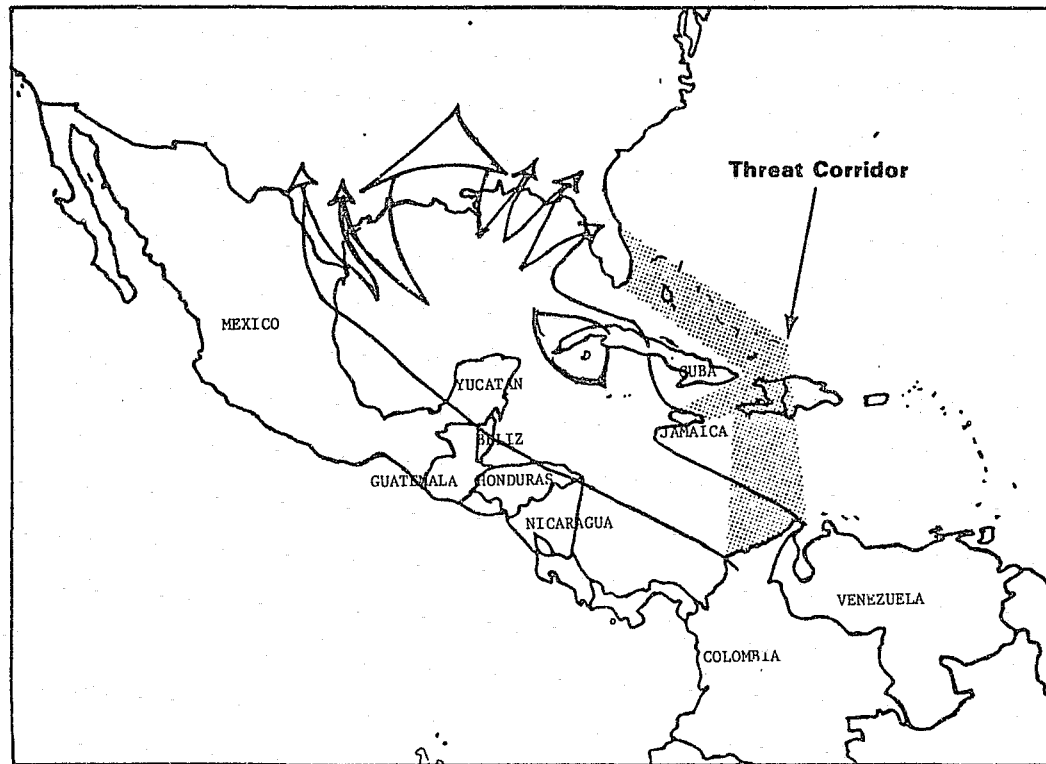 Threat Corridor
MEXICO
YUCATAN
CUBA
BELIZ
JAMAICA
GUATEMALA
HONDURAS
NICARAGUA
VENEZUELA
COLOMBIA